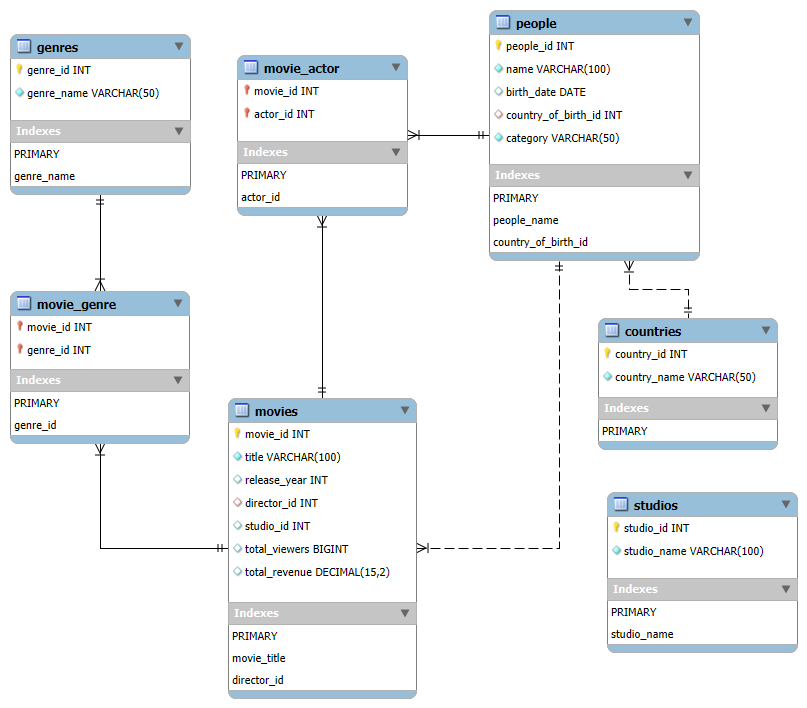 genres
genre_id INT
genre_name VARCHAR(50)
Indexes
PRIMARY
genre_name
movie_actor
movie_id INT
actor_id INT
Indexes
PRIMARY
actor_id
people
people_id INT
name VARCHAR(100)
birth_date DATE
country_of_birth_id INT
category VARCHAR(50)
Indexes
PRIMARY
people_name
country_of_birth_id
movie_genre
movie_id INT
genre_id INT
Indexes
PRIMARY
genre_id
movies
movie_id INT
title VARCHAR(100)
release_year INT
director_id INT
studio_id INT
total_viewers BIGINT
total_revenue DECIMAL(15,2)
Indexes
PRIMARY
movie_title
director_id
countries
country_id INT
country_name VARCHAR(50)
Indexes
PRIMARY
studios
studio_id INT
studio_name VARCHAR(100)
Indexes
PRIMARY
studio_name